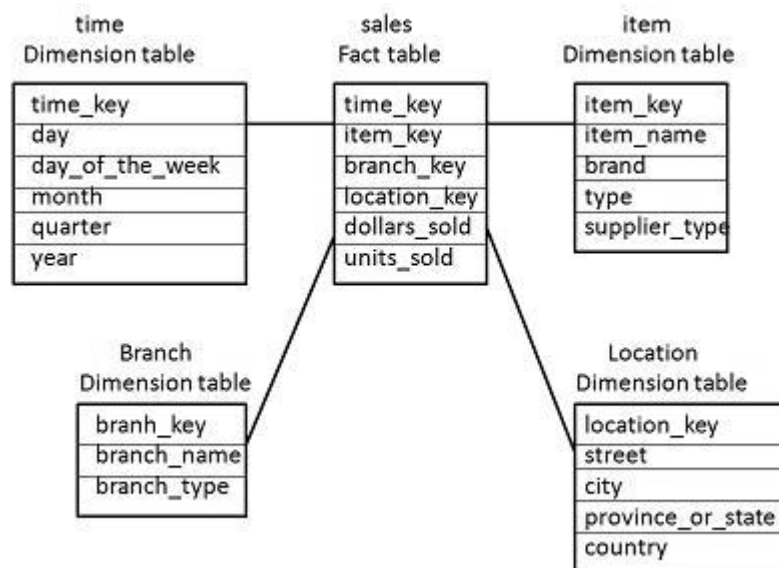 time
Dimension table
time_key
day
day_of_the_week
month
quarter
year
sales
Fact table
time_key
item_key
branch_key
location_key
dollars_sold
units_sold
item
Dimension table
item_key
item_name
brand
type
supplier_type
Branch
Dimension table
branh_key
branch_name
branch_type
Location
Dimension table
location_key
street
city
province_or_state
country